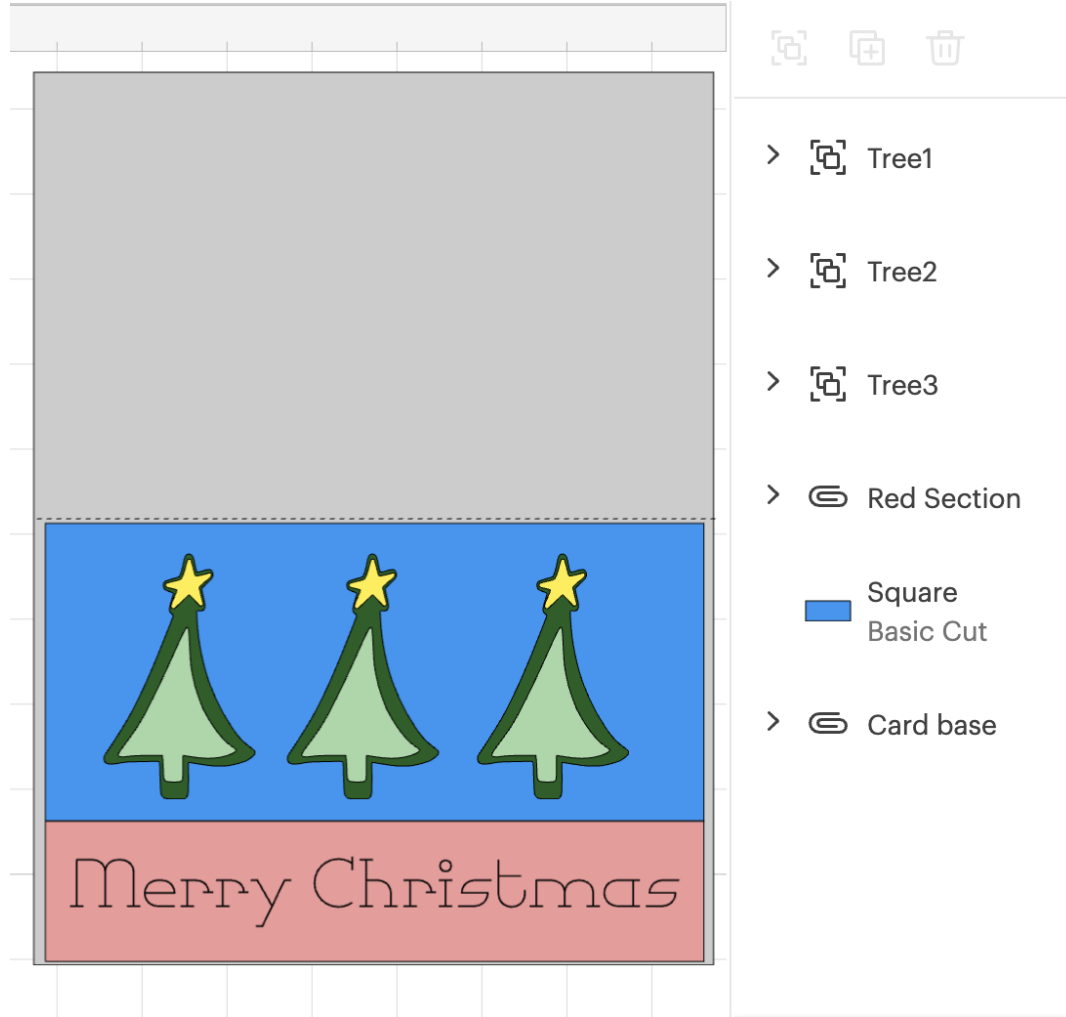 Tree1
Tree2
Tree3
Red Section
Square
Basic Cut
Card base
Merry Christmas